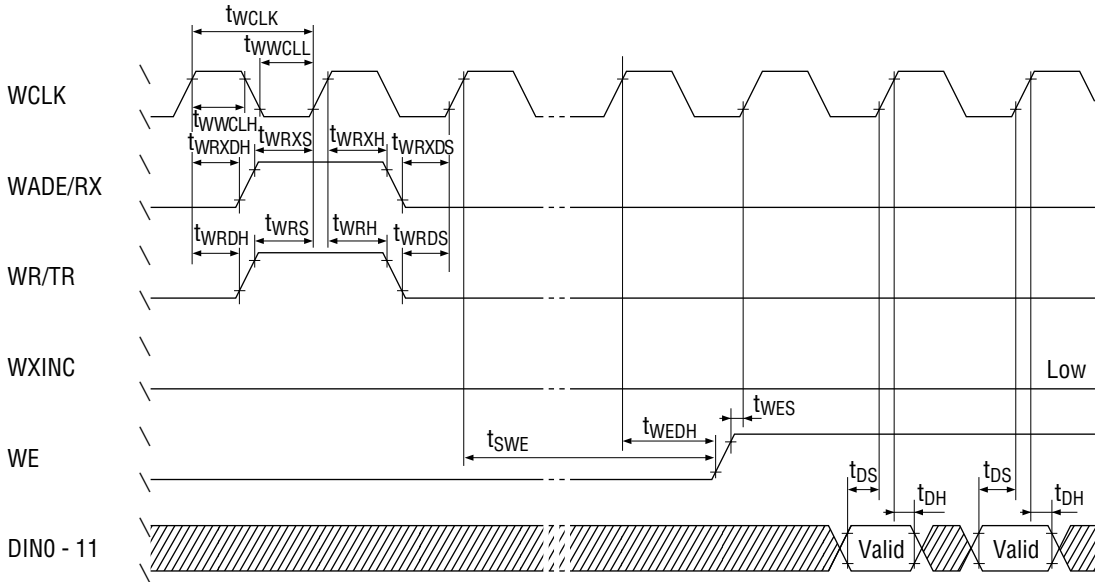 tWCLK
tWWCLL
WCLK
tWWCLH
tWRXDH
tWRXS
tWRXH
tWRXDS
WADE/RX
tWRS
tWRH
tWRDH
tWRDS
WR/TR
WXINC
Low
tWES
tWEDH
tSWE
WE
tDS
tDS
tDH
tDH
DIN0 - 11
Valid
Valid